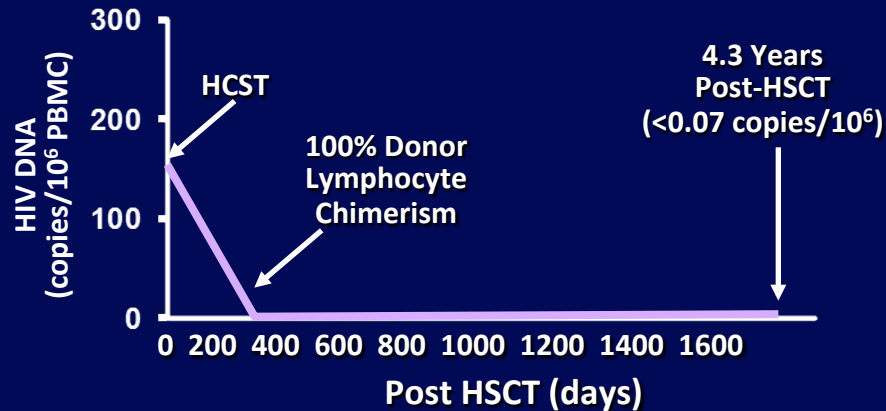 300
200
100
0
HIV DNA
(copies/10⁶ PBMC)
HCST
100% Donor
Lymphocyte
Chimerism
4.3 Years
Post-HSCT
(<0.07 copies/10⁶)
0 200 400 600 800 1000 1200 1400 1600
Post HSCT (days)